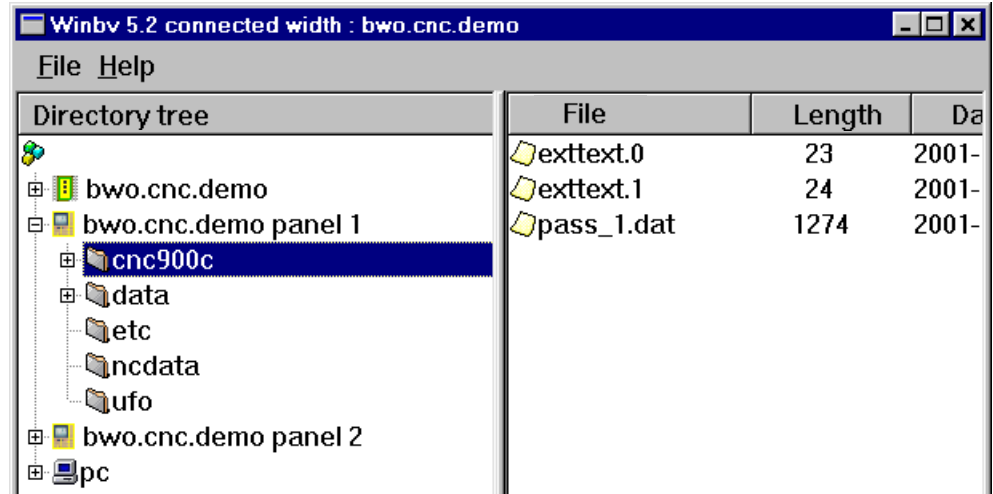 Winbv 5.2 connected width : bwo.cnc.demo
File Help
Directory tree
bwo.cnc.demo
bwo.cnc.demo panel 1
cnc900c
data
etc
ncdata
ufo
bwo.cnc.demo panel 2
pc
File Length Da
exttext.0 23 2001-
exttext.1 24 2001-
pass_1.dat 1274 2001-